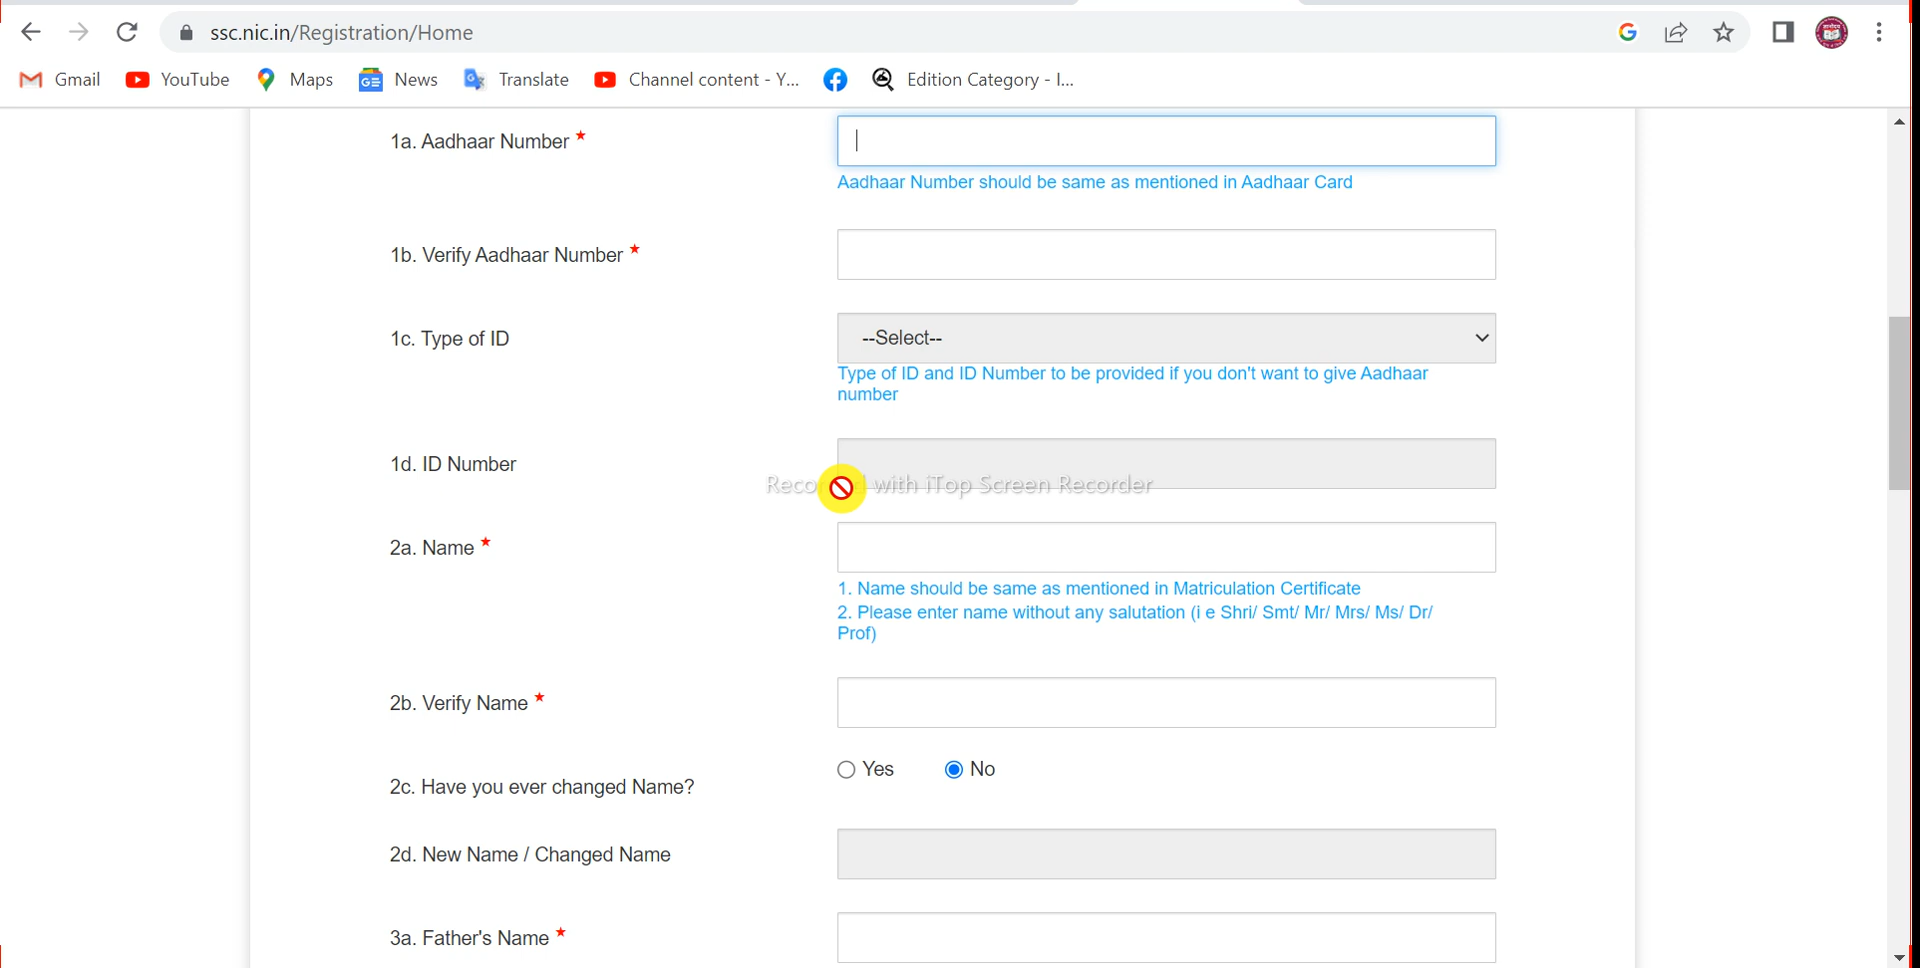 ssc.nic.in/Registration/Home
Gmail YouTube Maps News Translate Channel content - Y... Edition Category - I...
1a. Aadhaar Number *
Aadhaar Number should be same as mentioned in Aadhaar Card
1b. Verify Aadhaar Number *
1c. Type of ID --Select--
Type of ID and ID Number to be provided if you don't want to give Aadhaar
number
1d. ID Number
with iTop Screen Recorder
2a. Name *
1. Name should be same as mentioned in Matriculation Certificate
2. Please enter name without any salutation (i e Shri/ Smt/ Mr/ Mrs/ Ms/ Dr/
Prof)
2b. Verify Name *
2c. Have you ever changed Name? Yes No
2d. New Name / Changed Name
3a. Father's Name *